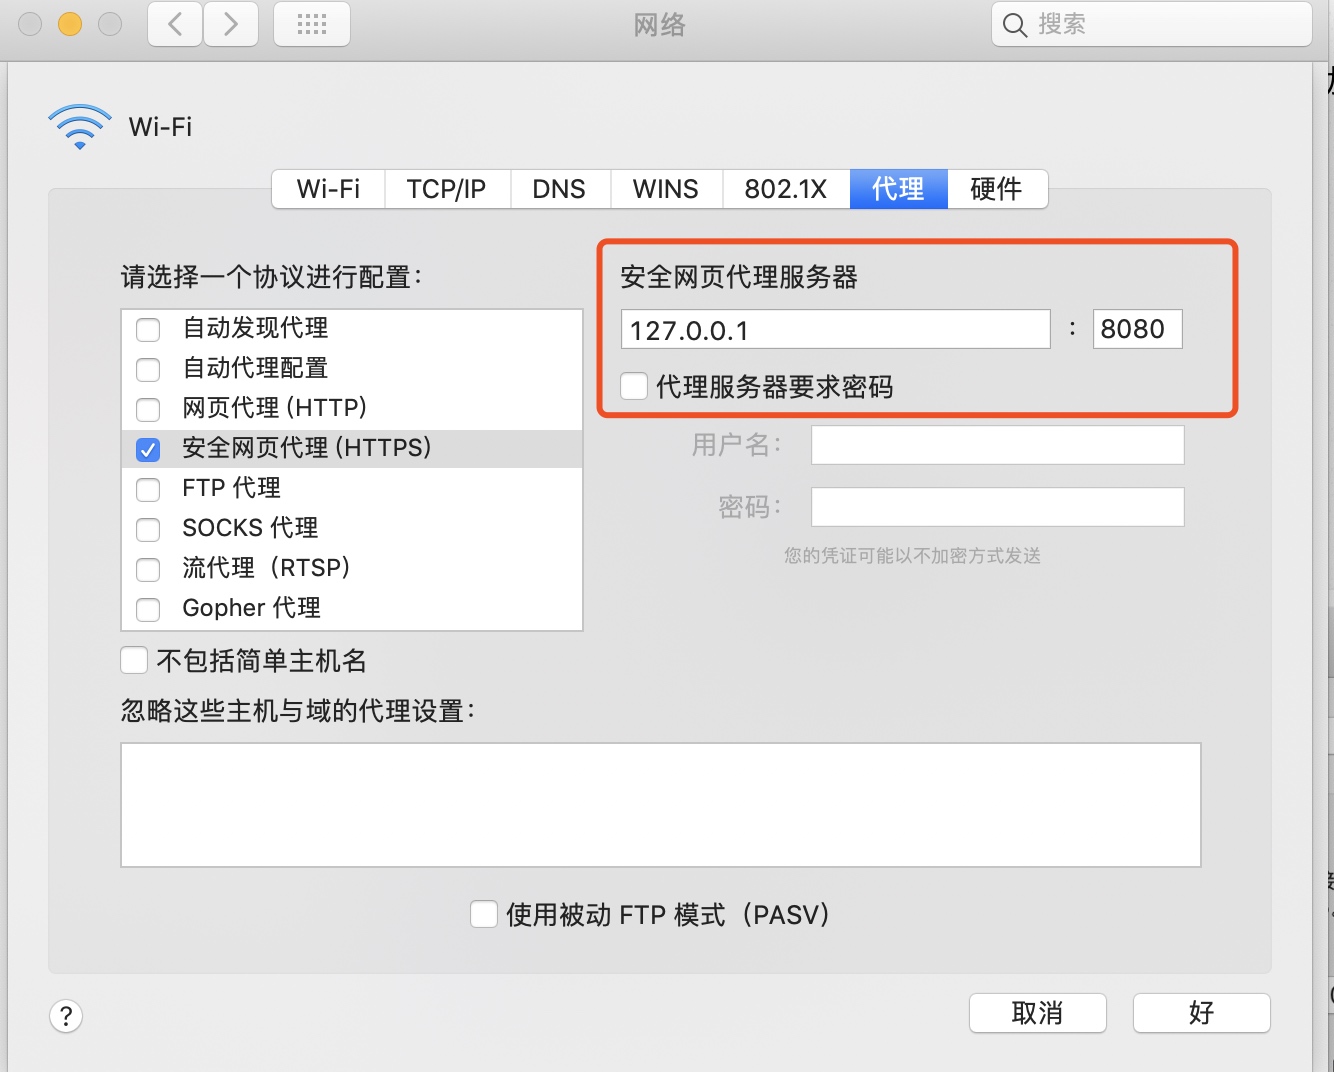 网络
搜索
Wi-Fi
Wi-Fi TCP/IP DNS WINS 802.1X 代理 硬件
请选择一个协议进行配置：
自动发现代理
自动代理配置
网页代理 (HTTP)
安全网页代理 (HTTPS)
FTP 代理
SOCKS 代理
流代理（RTSP）
Gopher 代理
安全网页代理服务器
127.0.0.1 : 8080
代理服务器要求密码
用户名：
密码：
您的凭证可能以不加密方式发送
不包括简单主机名
忽略这些主机与域的代理设置：
使用被动 FTP 模式（PASV）
?
取消
好